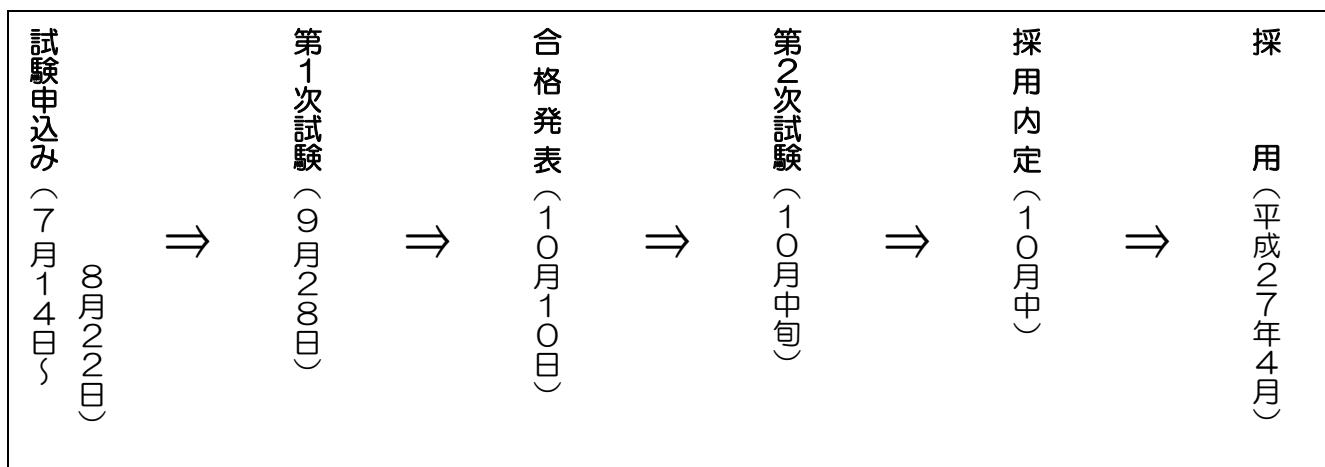 試験申込み（７月１４日～
８月２２日）
⇒
第１次試験（９月２８日）
⇒
合格発表（１０月１０日）
⇒
第２次試験（１０月中旬）
⇒
採用内定（１０月中）
⇒
採　用（平成２７年４月）